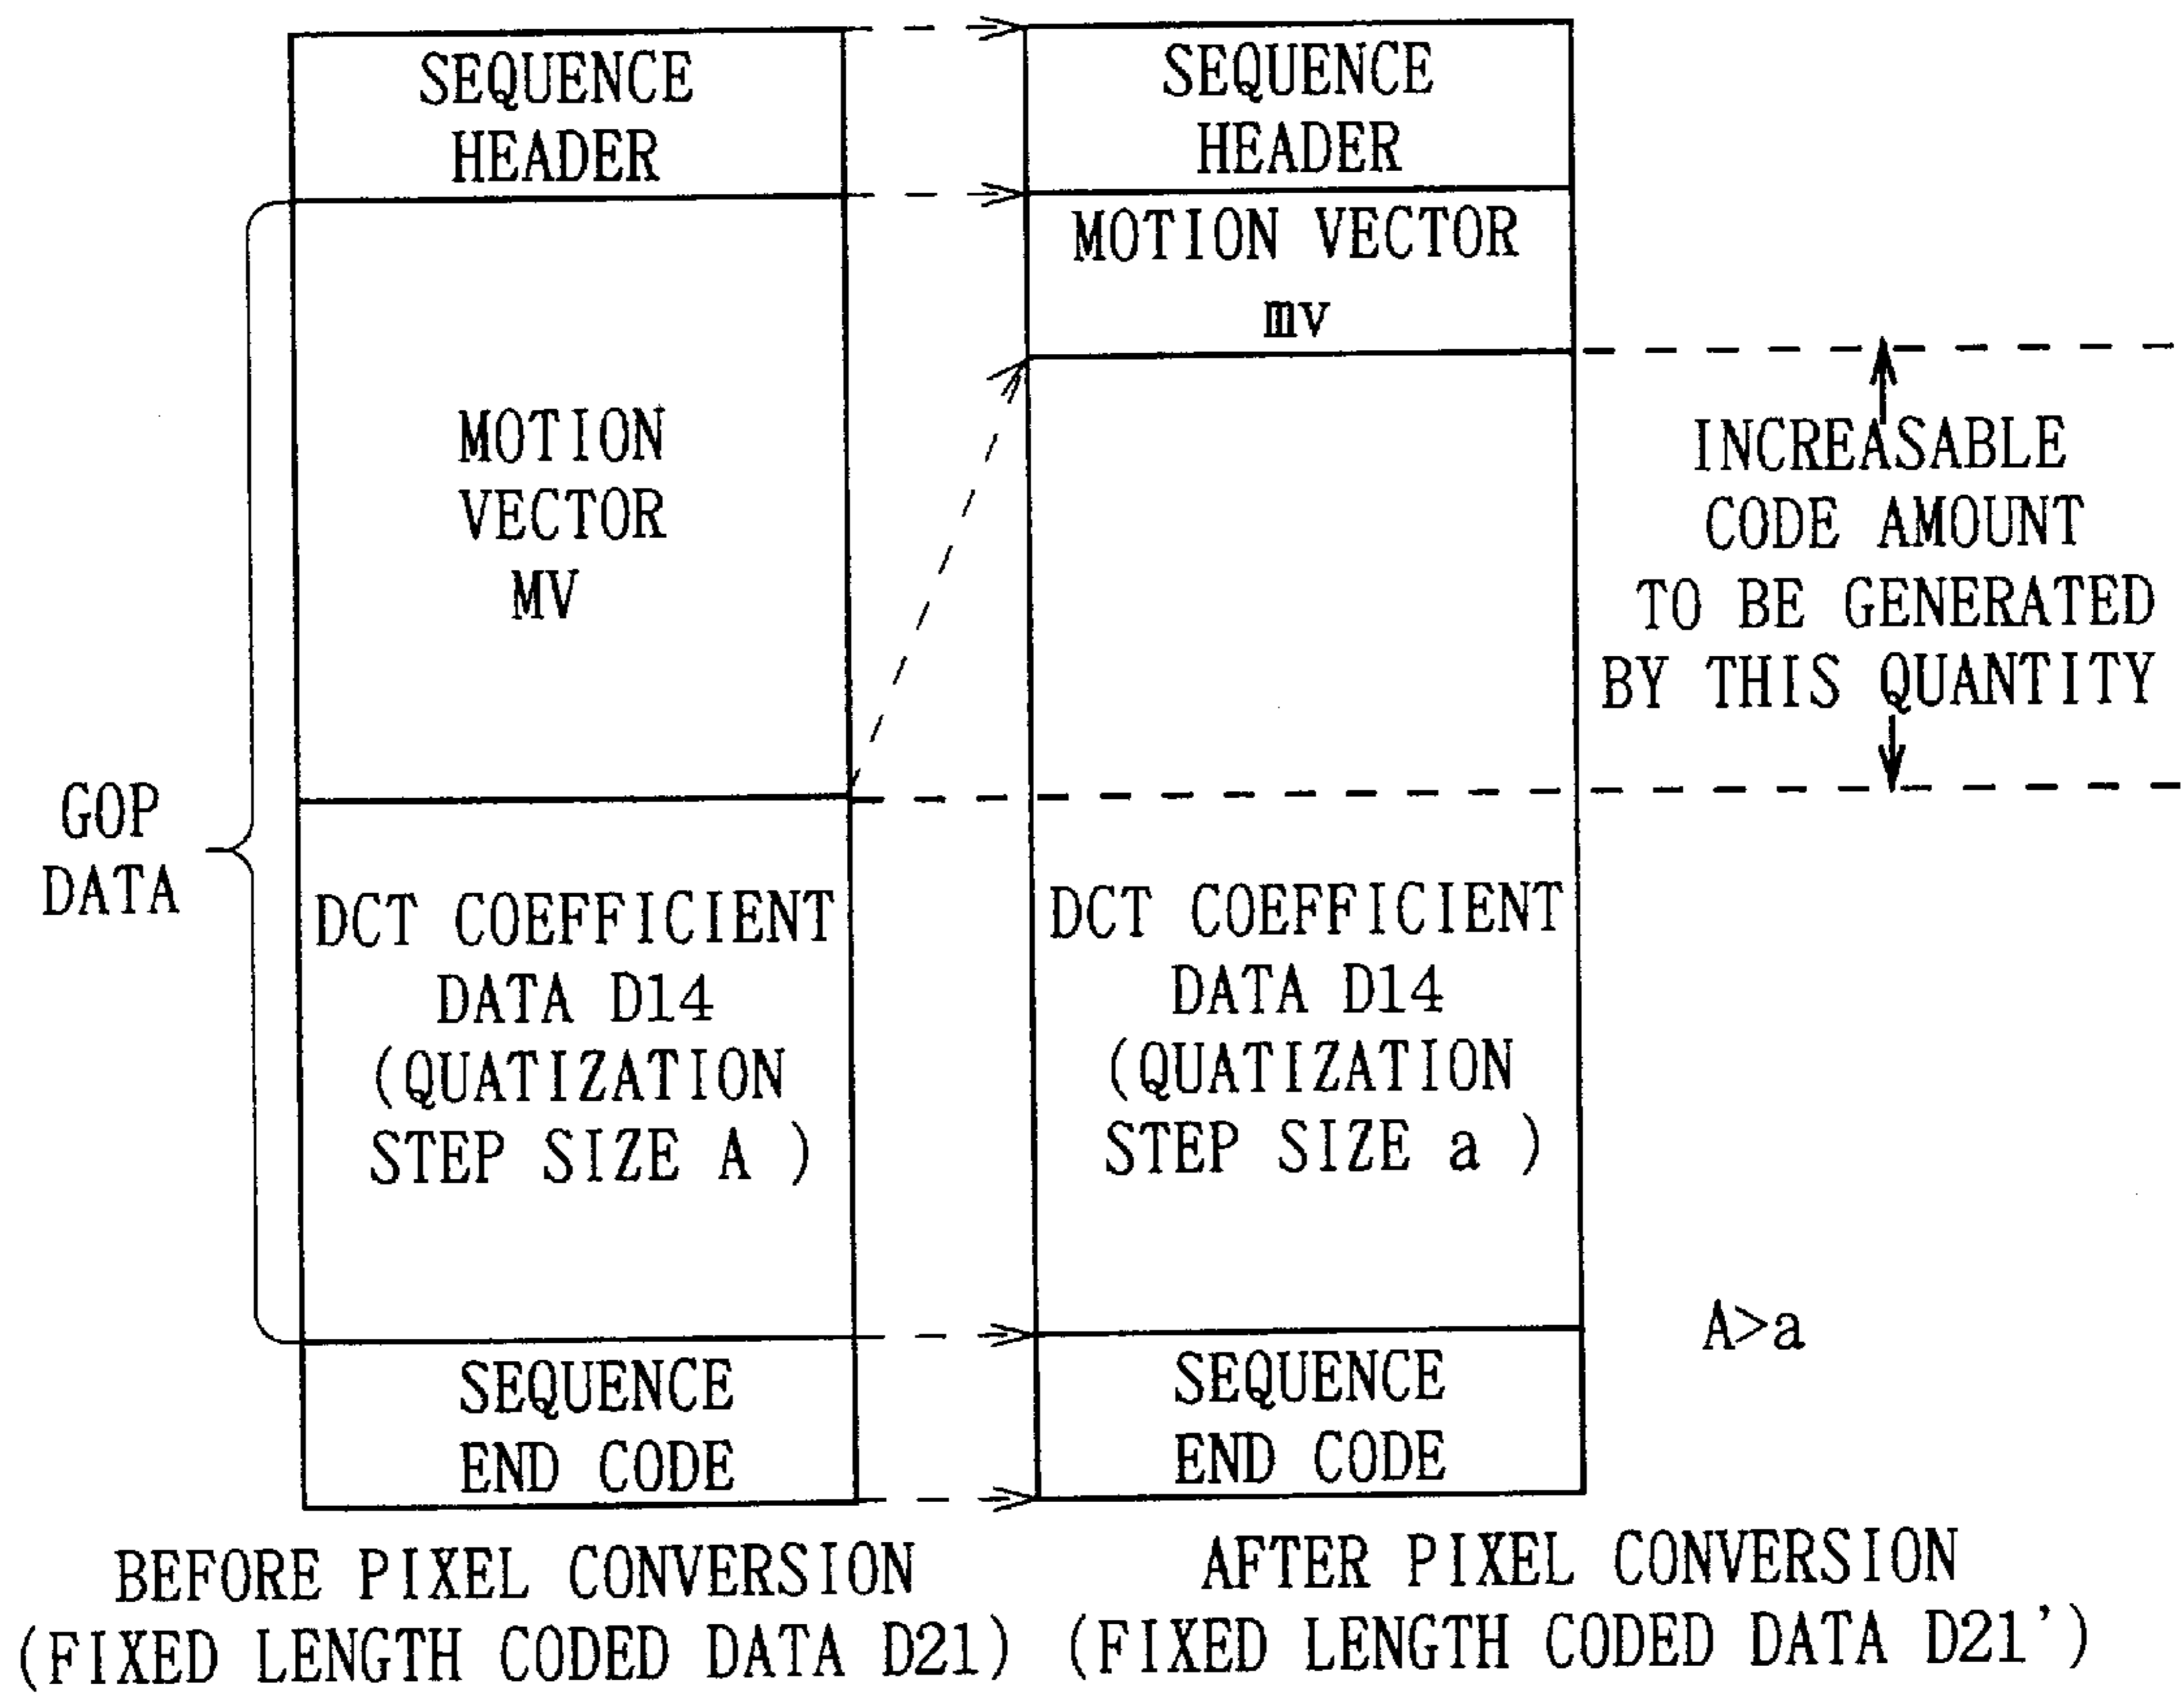 SEQUENCE
HEADER
MOTION
VECTOR
MV
GOP
DATA
DCT COEFFICIENT
DATA D14
(QUATIZATION
STEP SIZE A )
SEQUENCE
END CODE
BEFORE PIXEL CONVERSION
(FIXED LENGTH CODED DATA D21)
SEQUENCE
HEADER
MOTION VECTOR
mv
DCT COEFFICIENT
DATA D14
(QUATIZATION
STEP SIZE a )
SEQUENCE
END CODE
AFTER PIXEL CONVERSION
(FIXED LENGTH CODED DATA D21')
INCREASABLE
CODE AMOUNT
TO BE GENERATED
BY THIS QUANTITY
A>a